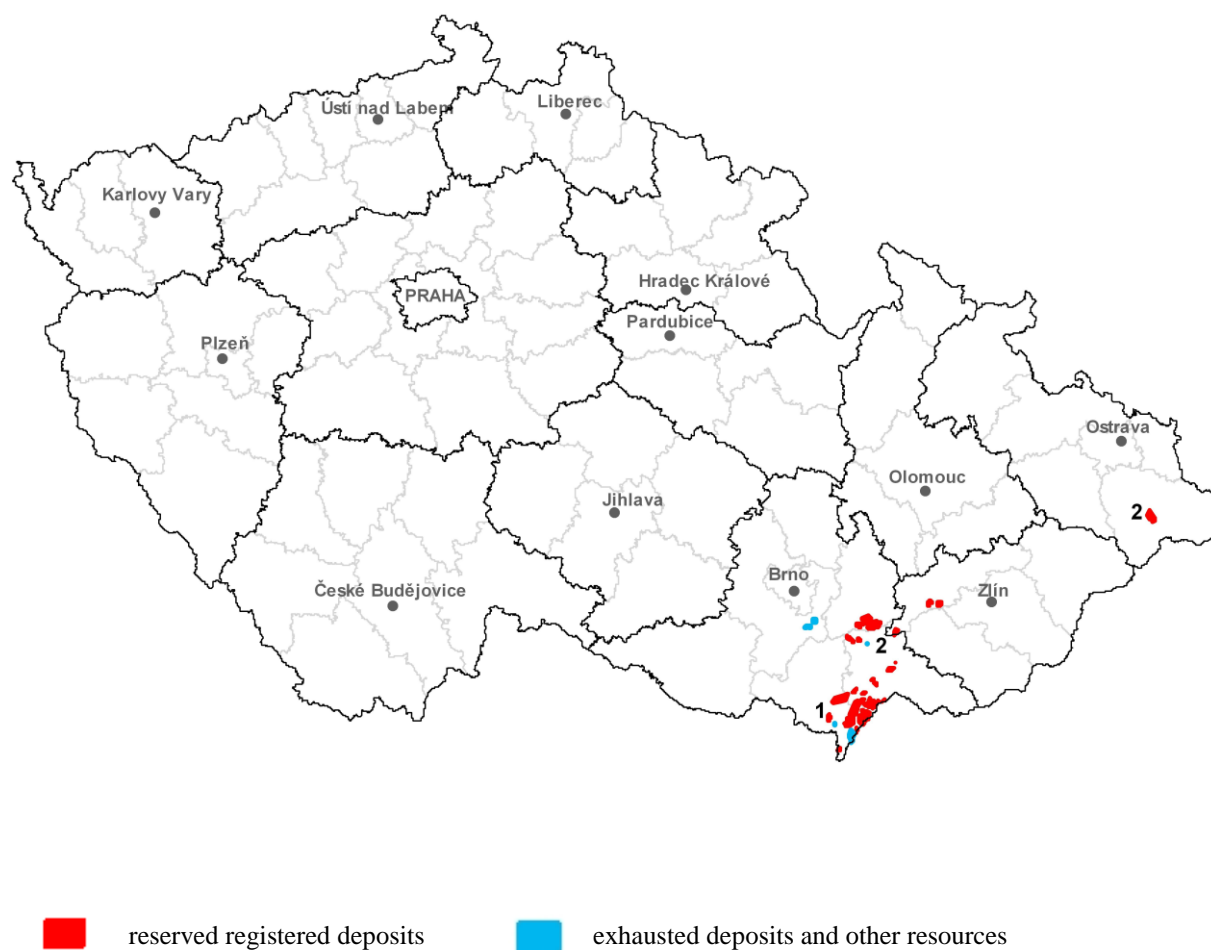 Liberec
Ústí nad Labem
Karlovy Vary
Hradec Králové
PRAHA
Pardubice
Plzeň
Ostrava
Olomouc
Jihlava
2
Brno
Česke Budějovice
Zlín
2
1
reserved registered deposits
exhausted deposits and other resources